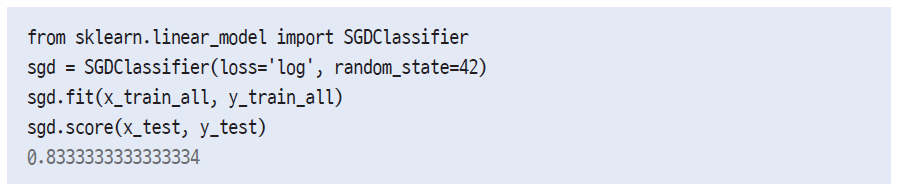 from sklearn.linear_model import SGDClassifier
sgd = SGDClassifier(loss='log', random_state=42)
sgd.fit(x_train_all, y_train_all)
sgd.score(x_test, y_test)
0.8333333333333334